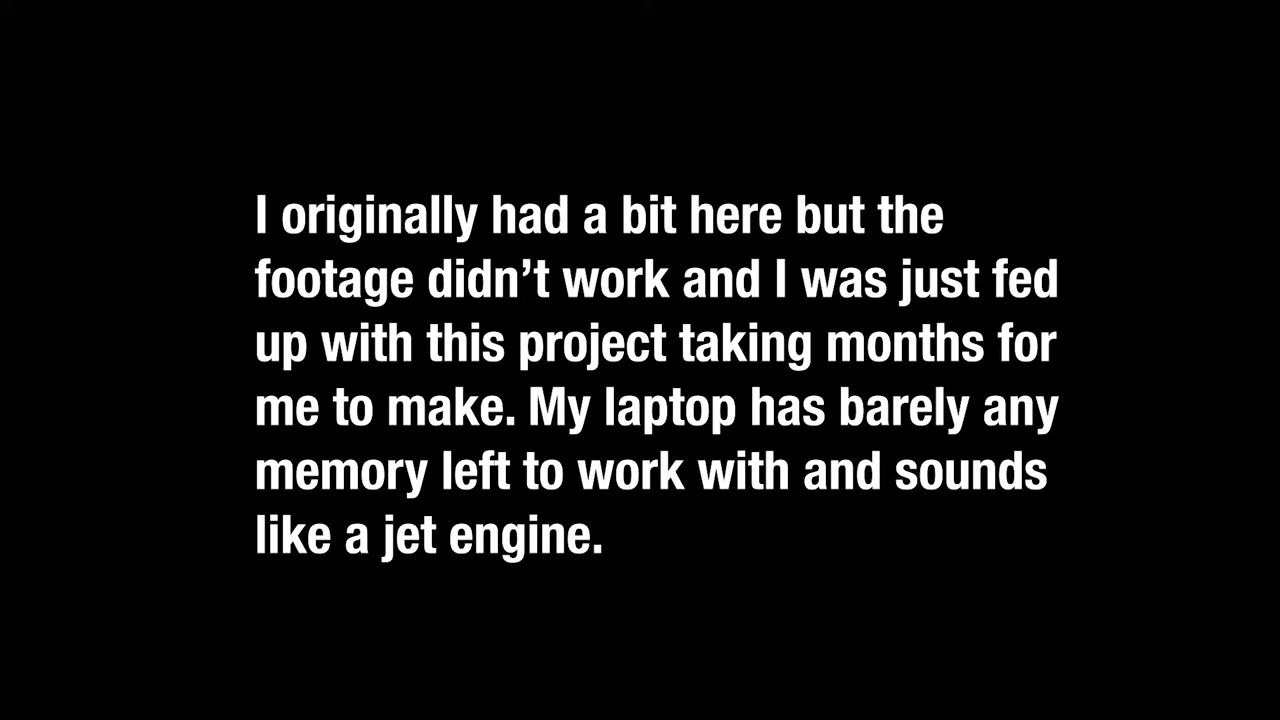 I originally had a bit here but the
footage didn’t work and I was just fed
up with this project taking months for
me to make. My laptop has barely any
memory left to work with and sounds
like a jet engine.